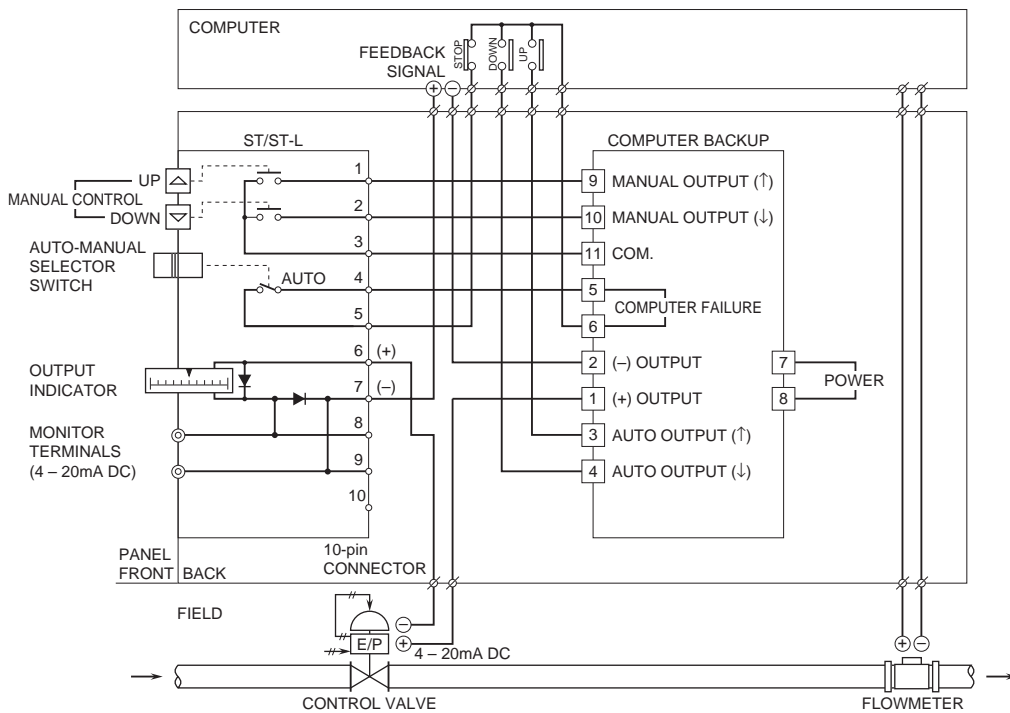 COMPUTER
FEEDBACK
SIGNAL
STOP
DOWN
UP
+ −
ST/ST-L
COMPUTER BACKUP
UP
MANUAL CONTROL
DOWN
AUTO-MANUAL
SELECTOR
SWITCH
AUTO
OUTPUT
INDICATOR
MONITOR
TERMINALS
(4 – 20mA DC)
1
2
3
4
5
6 (+)
7 (–)
8
9
10
10-pin
CONNECTOR
9 MANUAL OUTPUT (↑)
10 MANUAL OUTPUT (↓)
11 COM.
5
COMPUTER FAILURE
6
2 (–) OUTPUT
1 (+) OUTPUT
3 AUTO OUTPUT (↑)
4 AUTO OUTPUT (↓)
7
POWER
8
PANEL
FRONT BACK
FIELD
−
E/P + 4 – 20mA DC
+ −
CONTROL VALVE
FLOWMETER